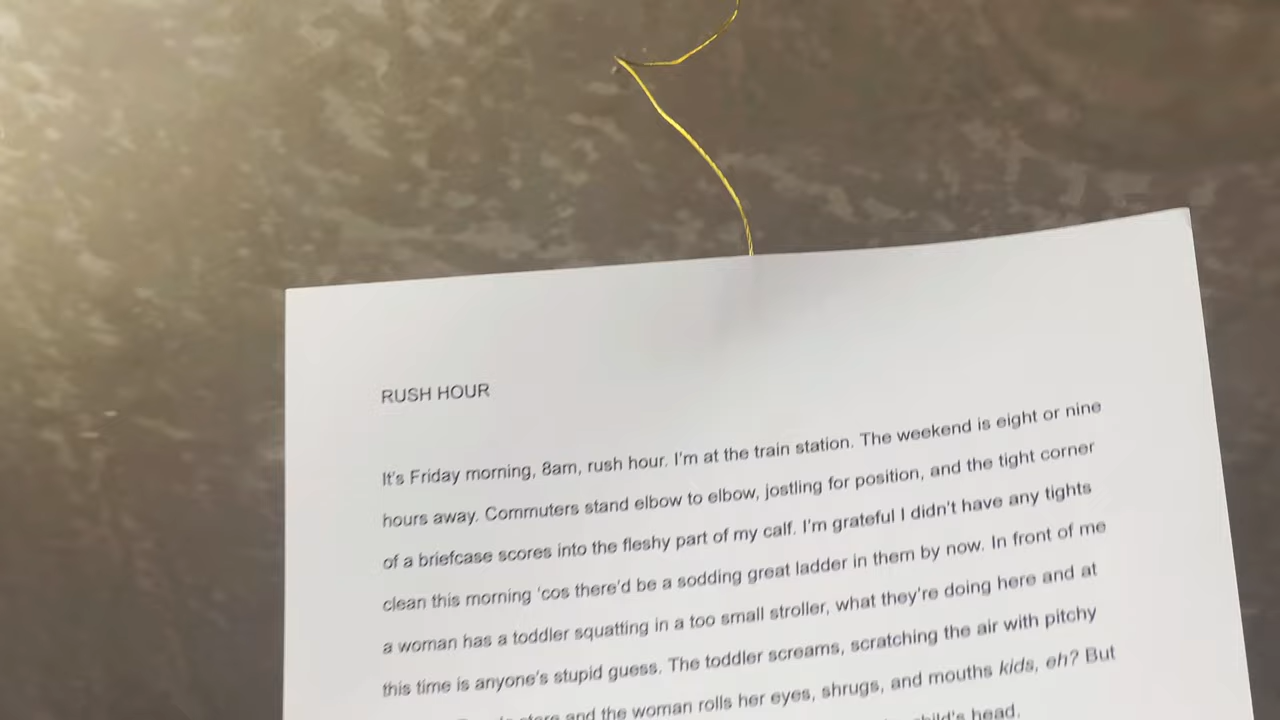 RUSH HOUR
It's Friday morning, 8am, rush hour. I'm at the train station. The weekend is eight or nine
hours away. Commuters stand elbow to elbow, jostling for position, and the tight corner
of a briefcase scores into the fleshy part of my calf. I'm grateful I didn't have any tights
clean this morning ‘cos there'd be a sodding great ladder in them by now. In front of me
a woman has a toddler squatting in a too small stroller, what they're doing here and at
this time is anyone's stupid guess. The toddler screams, scratching the air with pitchy
and the woman rolls her eyes, shrugs, and mouths kids, eh? But
head.